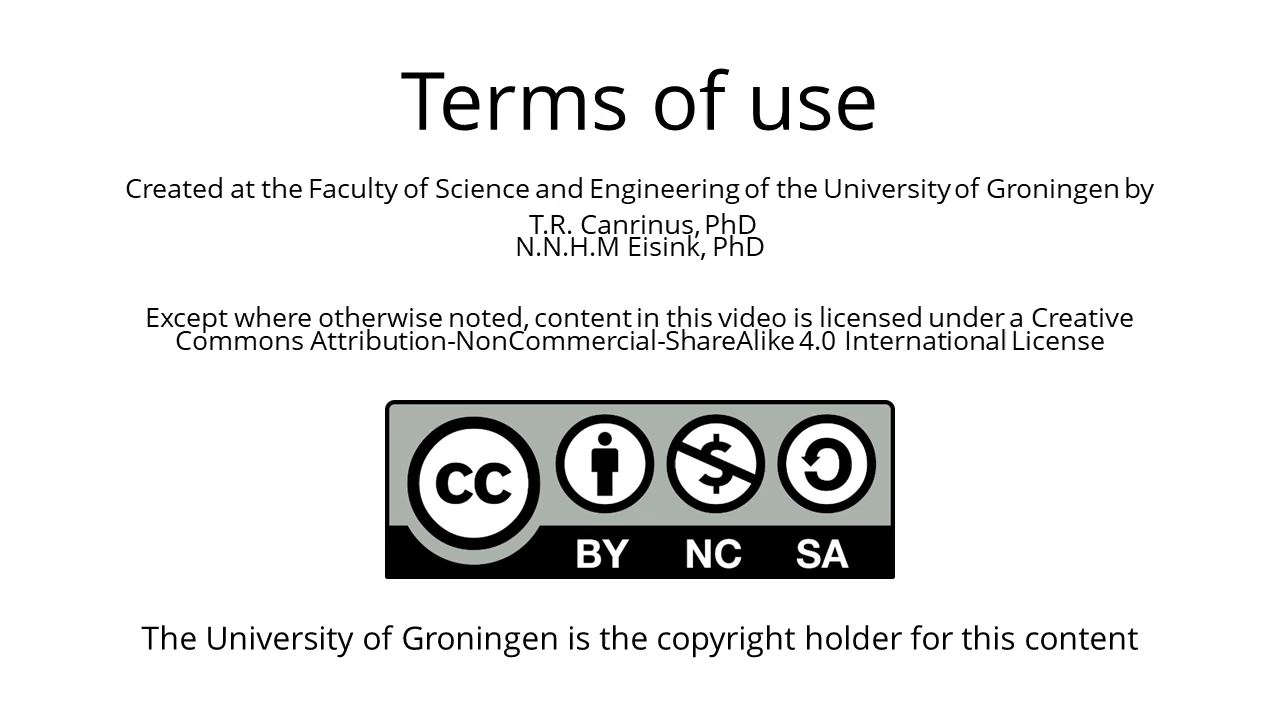 Terms of use
Created at the Faculty of Science and Engineering of the University of Groningen by
T.R. Canrinus, PhD
N.N.H.M Eisink, PhD
Except where otherwise noted, content in this video is licensed under a Creative
Commons Attribution-NonCommercial-ShareAlike 4.0 International License
cc
BY NC SA
The University of Groningen is the copyright holder for this content